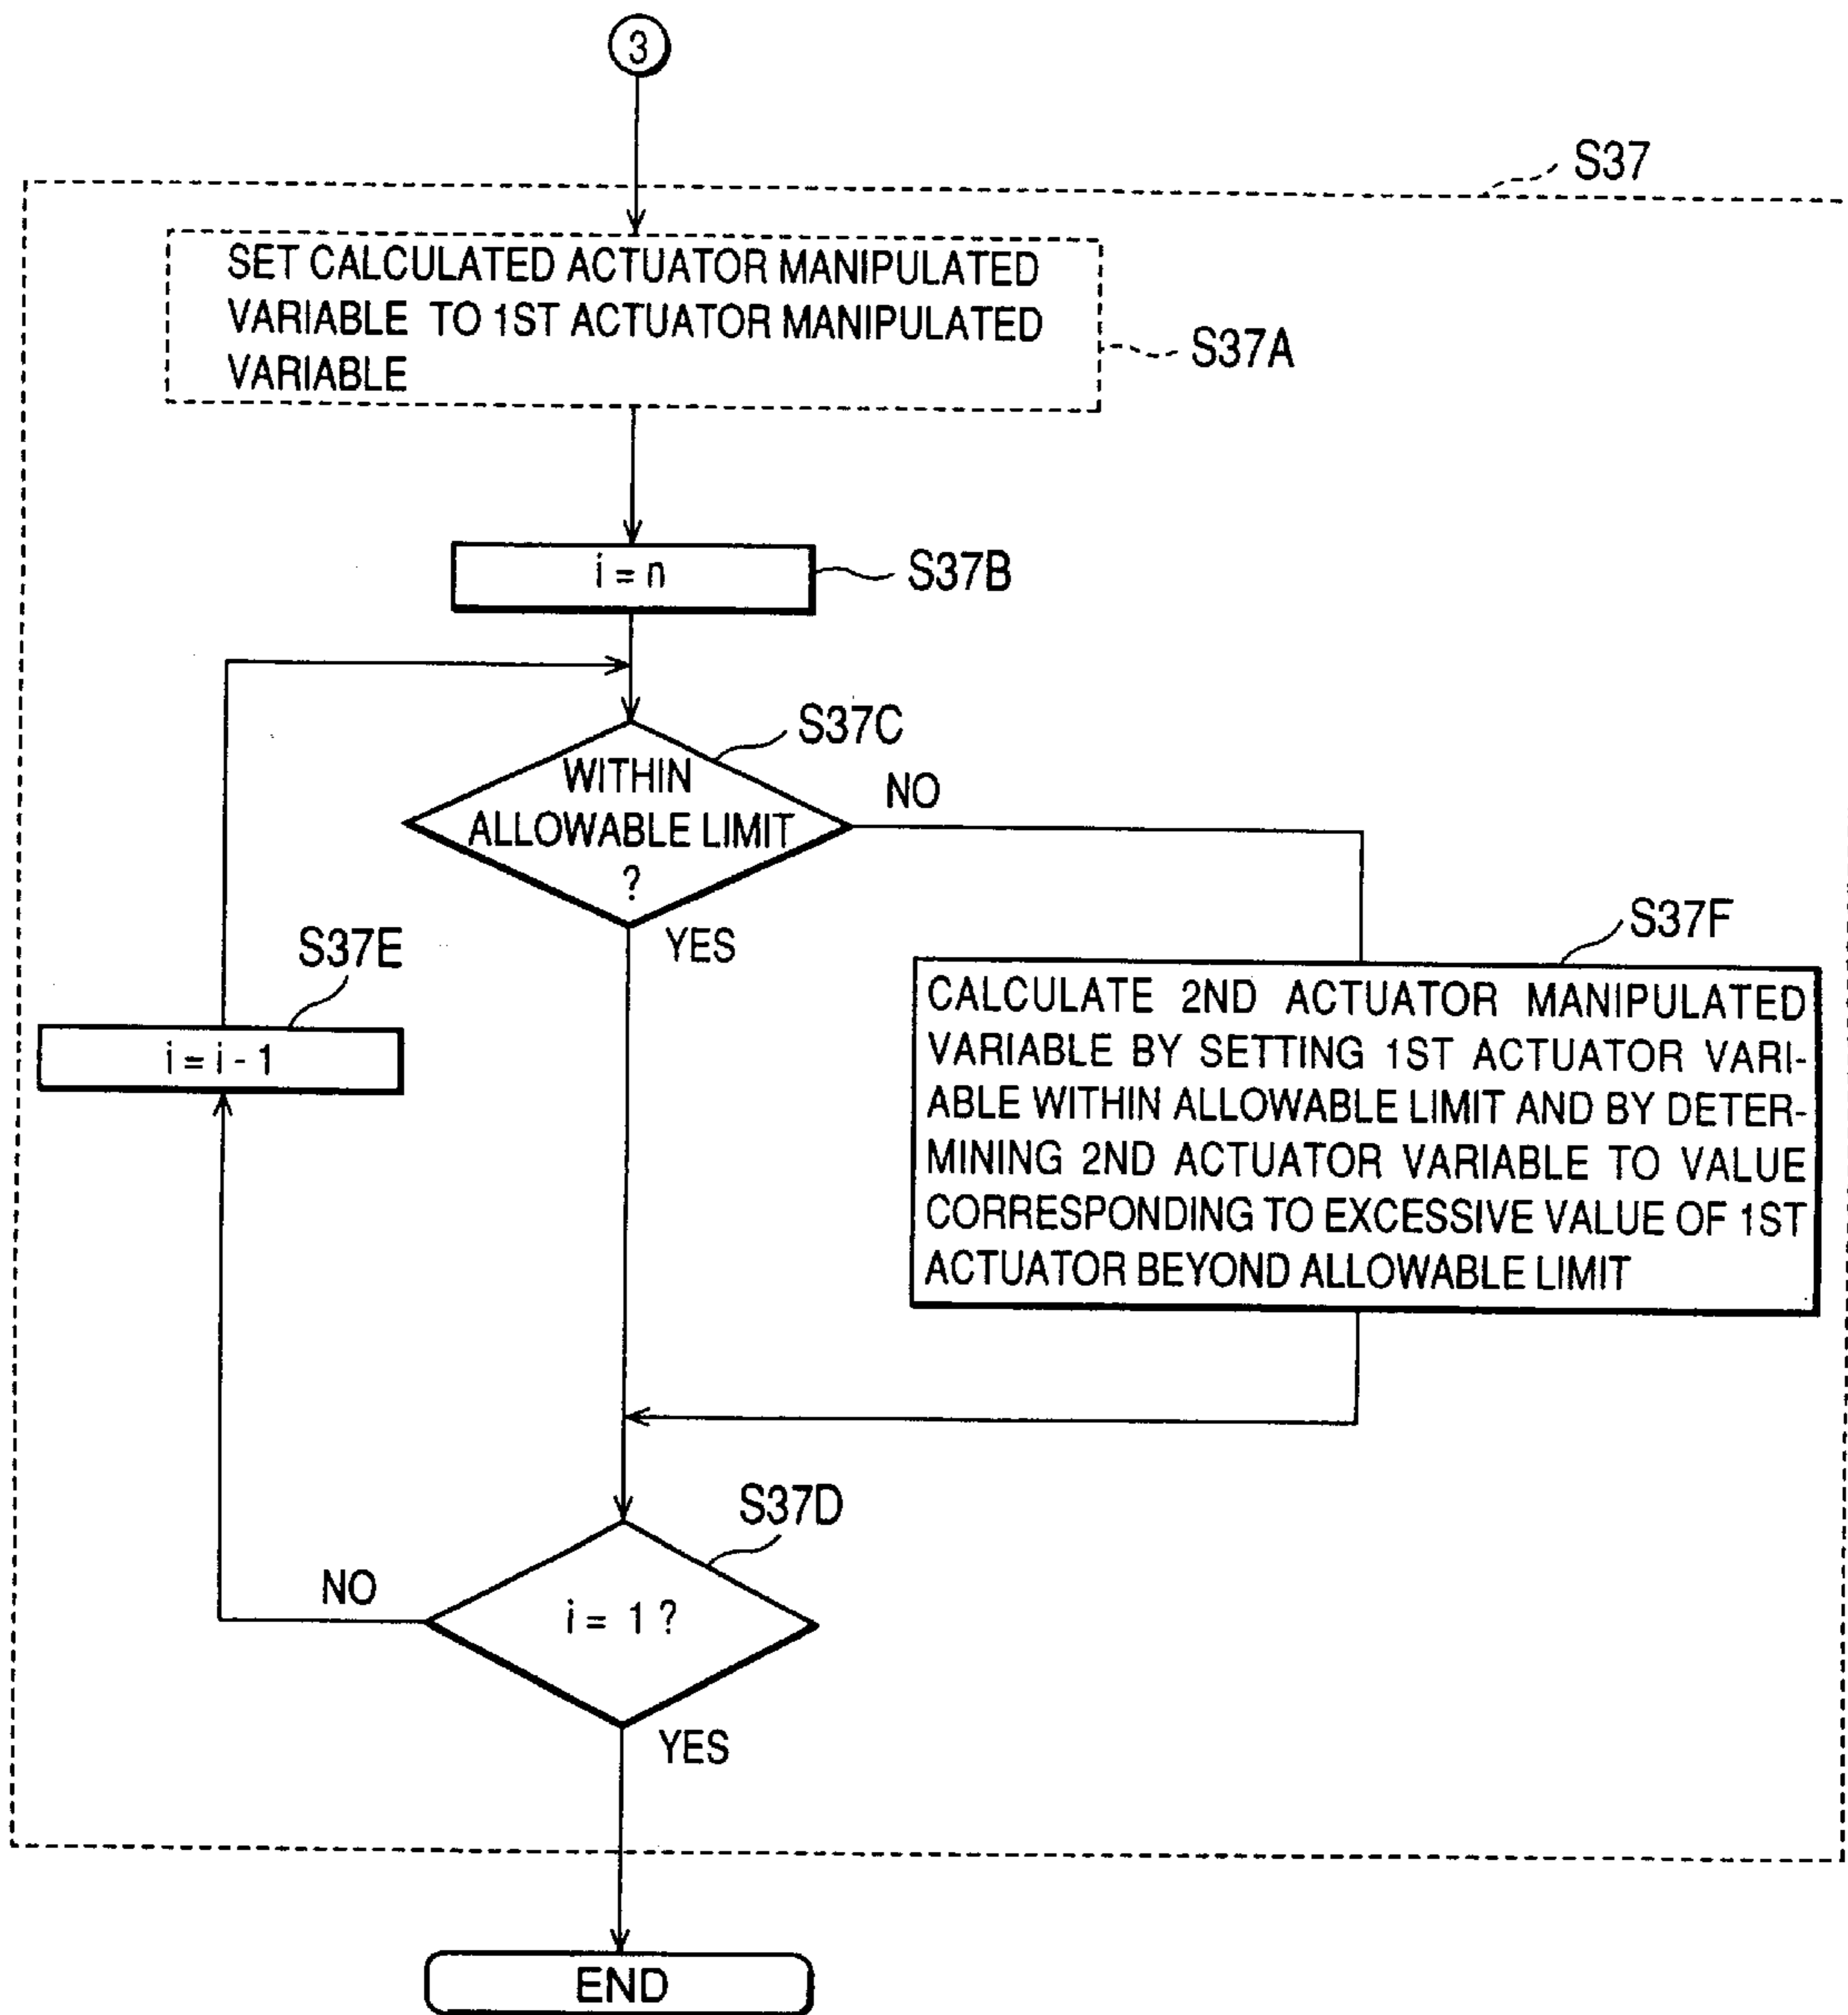 3
S37
SET CALCULATED ACTUATOR MANIPULATED
VARIABLE TO 1ST ACTUATOR MANIPULATED
VARIABLE
S37A
i = n
S37B
S37C
WITHIN
ALLOWABLE LIMIT
?
NO
YES
S37E
i = i - 1
S37F
CALCULATE 2ND ACTUATOR MANIPULATED
VARIABLE BY SETTING 1ST ACTUATOR VARI-
ABLE WITHIN ALLOWABLE LIMIT AND BY DETER-
MINING 2ND ACTUATOR VARIABLE TO VALUE
CORRESPONDING TO EXCESSIVE VALUE OF 1ST
ACTUATOR BEYOND ALLOWABLE LIMIT
S37D
NO
i = 1 ?
YES
END